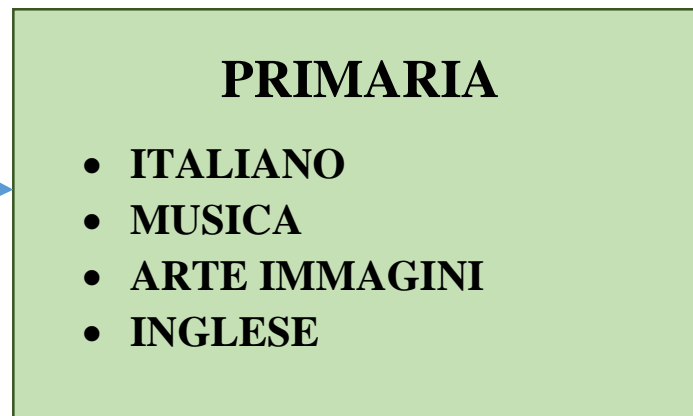 PRIMARIA
• ITALIANO
• MUSICA
• ARTE IMMAGINI
• INGLESE